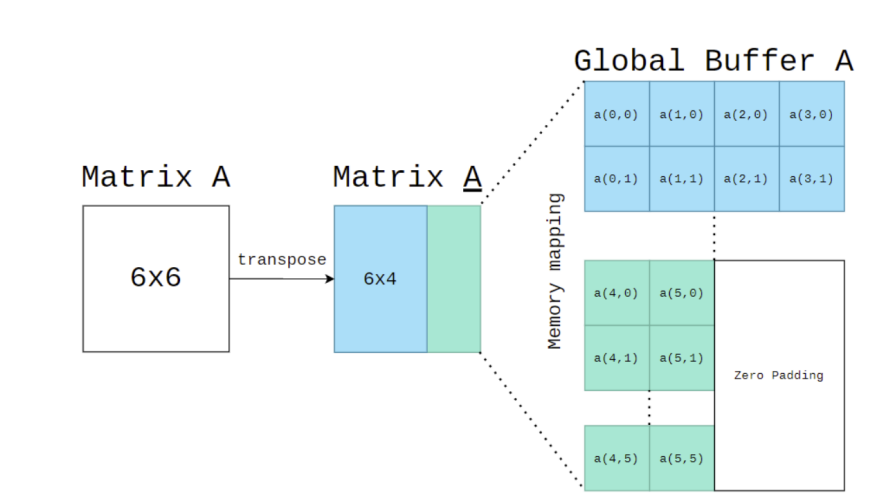 Global Buffer A
a(0,0) a(1,0) a(2,0) a(3,0)
a(0,1) a(1,1) a(2,1) a(3,1)
Matrix A
6x6
transpose
Matrix A
6x4
Memory mapping
a(4,0) a(5,0)
a(4,1) a(5,1)
Zero Padding
a(4,5) a(5,5)